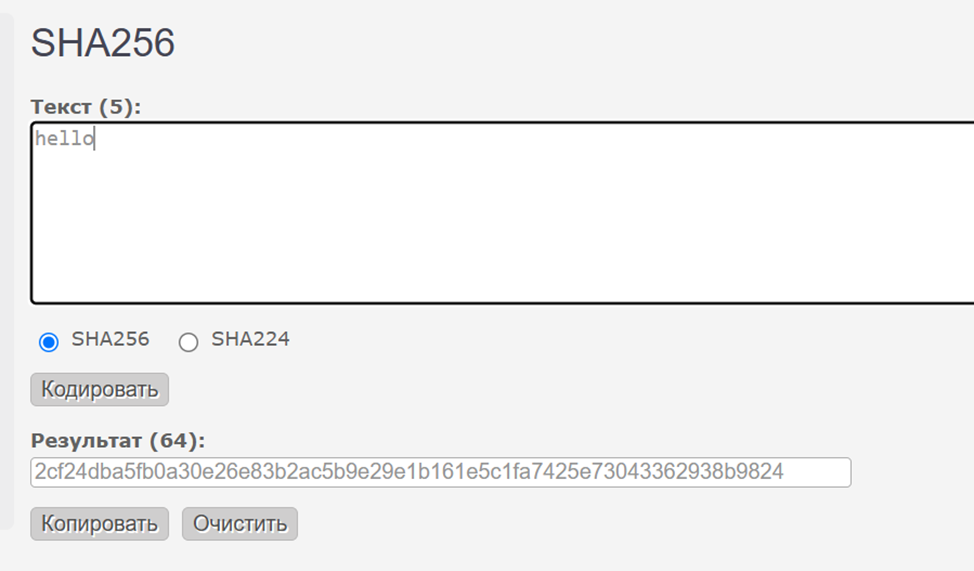 SHA256
Текст (5):
hello
SHA256 SHA224
Кодировать
Результат (64):
2cf24dba5fb0a30e26e83b2ac5b9e29e1b161e5c1fa7425e73043362938b9824
Копировать Очистить